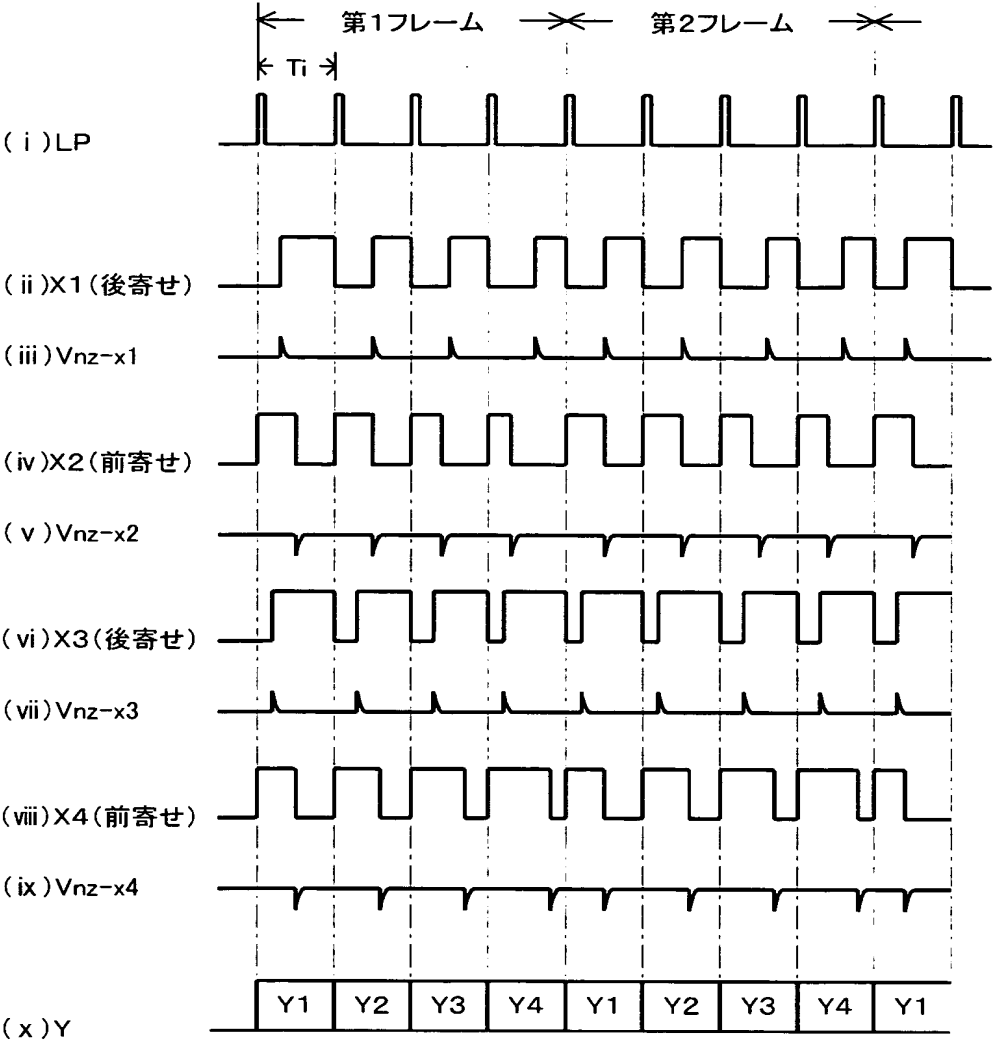 第1フレーム 第2フレーム
Ti
(ⅰ)LP
(ⅱ)X1(後寄せ)
(ⅲ)Vnz-x1
(ⅳ)X2(前寄せ)
(ⅴ)Vnz-x2
(ⅵ)X3(後寄せ)
(ⅶ)Vnz-x3
(ⅷ)X4(前寄せ)
(ⅸ)Vnz-x4
(ⅹ)Y Y1 Y2 Y3 Y4 Y1 Y2 Y3 Y4 Y1